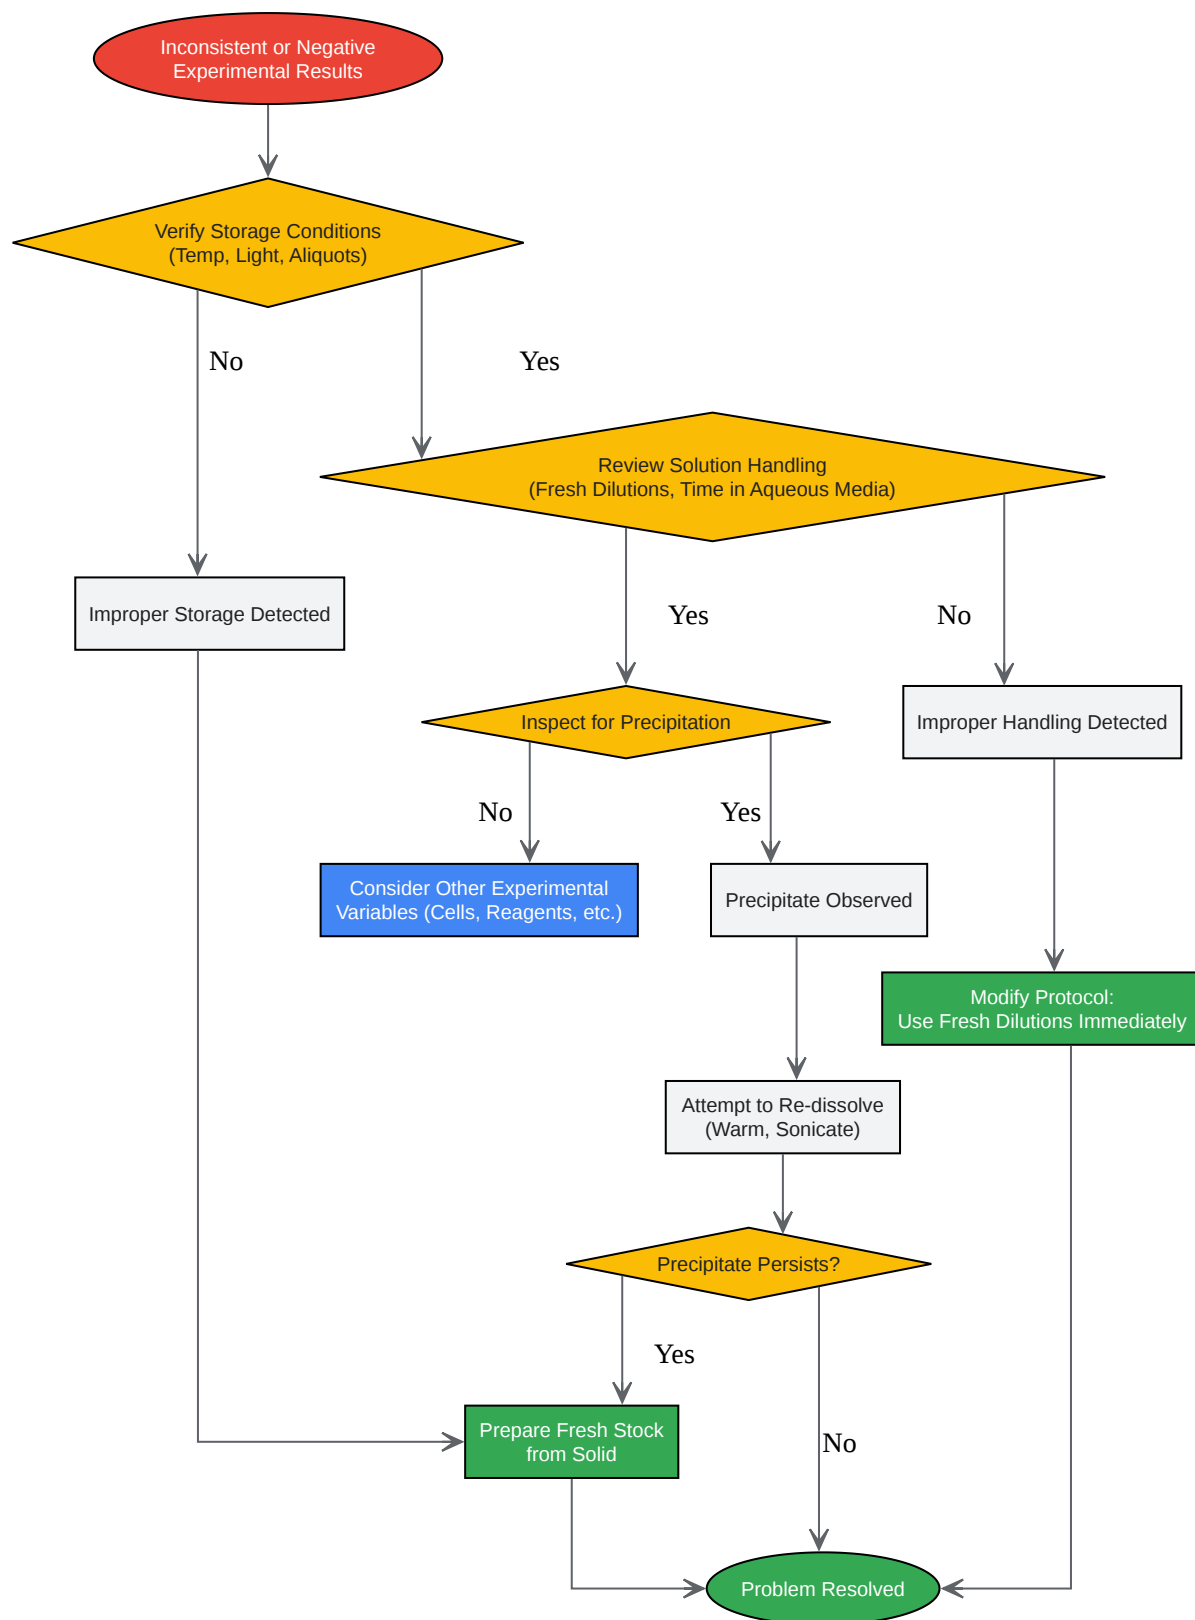 Inconsistent or Negative
Experimental Results
Verify Storage Conditions
(Temp, Light, Aliquots)
No
Yes
Review Solution Handling
(Fresh Dilutions, Time in Aqueous Media)
Improper Storage Detected
Yes
No
Inspect for Precipitation
Improper Handling Detected
No
Yes
Consider Other Experimental
Variables (Cells, Reagents, etc.)
Precipitate Observed
Modify Protocol:
Use Fresh Dilutions Immediately
Attempt to Re-dissolve
(Warm, Sonicate)
Precipitate Persists?
Yes
Prepare Fresh Stock
from Solid
No
Problem Resolved